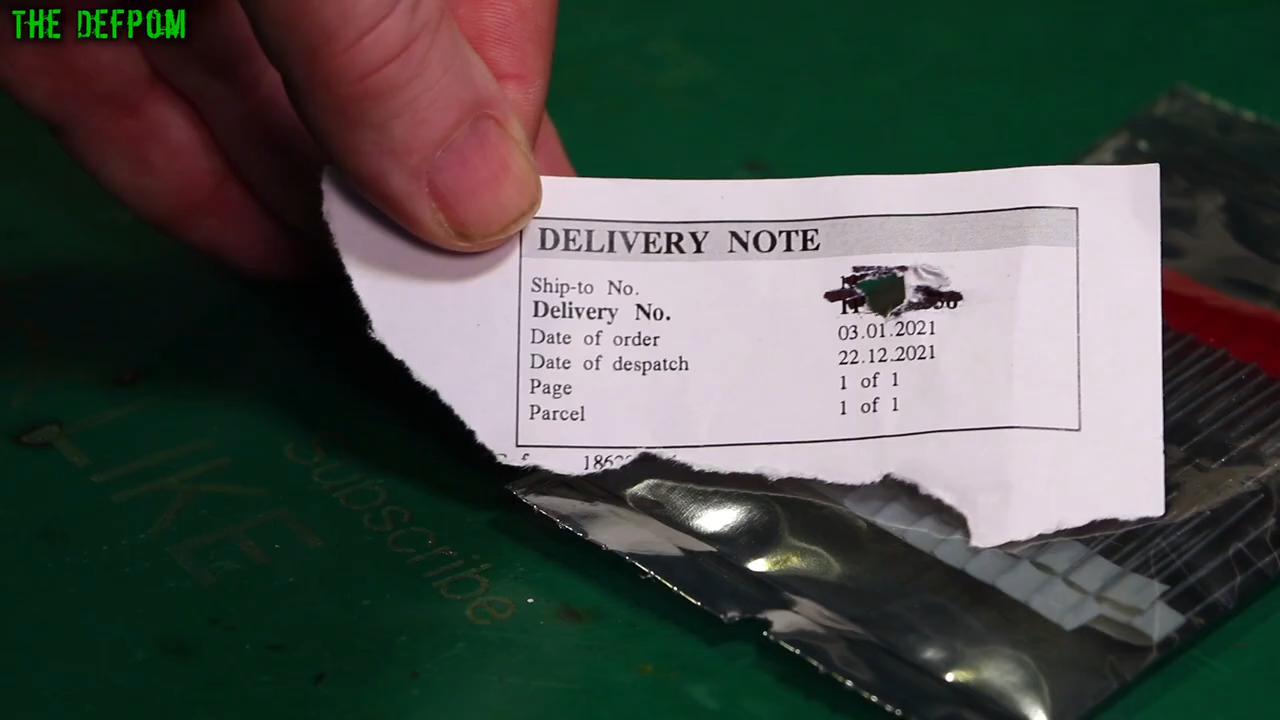 THE DEFPOM
DELIVERY NOTE
Ship-to No.
Delivery No.
Date of order 03.01.2021
Date of despatch 22.12.2021
Page 1 of 1
Parcel 1 of 1
LIKE
Subscribe